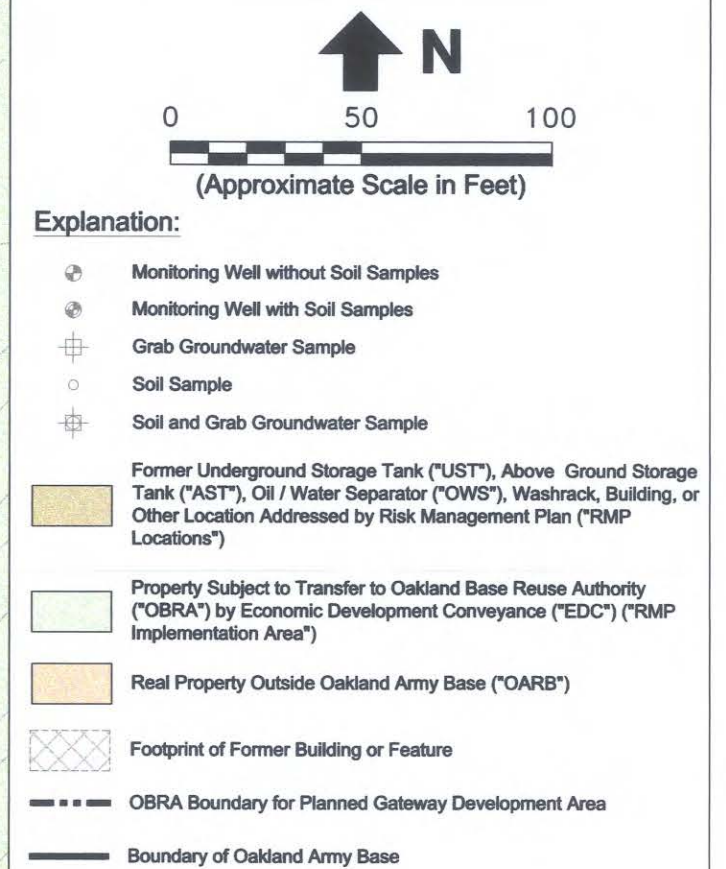 N
0 50 100
(Approximate Scale in Feet)
Explanation:
Monitoring Well without Soil Samples
Monitoring Well with Soil Samples
Grab Groundwater Sample
Soil Sample
Soil and Grab Groundwater Sample
Former Underground Storage Tank ("UST"), Above Ground Storage
Tank ("AST"), Oil / Water Separator ("OWS"), Washrack, Building, or
Other Location Addressed by Risk Management Plan ("RMP
Locations")
Property Subject to Transfer to Oakland Base Reuse Authority
("OBRA") by Economic Development Conveyance ("EDC") ("RMP
Implementation Area")
Real Property Outside Oakland Army Base ("OARB")
Footprint of Former Building or Feature
OBRA Boundary for Planned Gateway Development Area
Boundary of Oakland Army Base